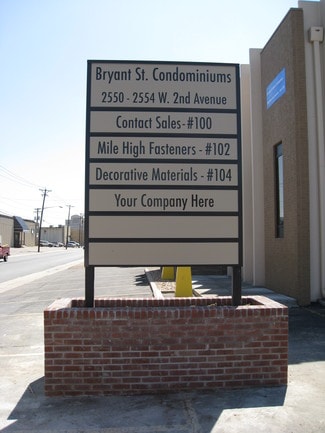 Bryant St. Condominiums
2550 - 2554 W. 2nd Avenue
Contact Sales - #100
Mile High Fasteners - #102
Decorative Materials - #104
Your Company Here